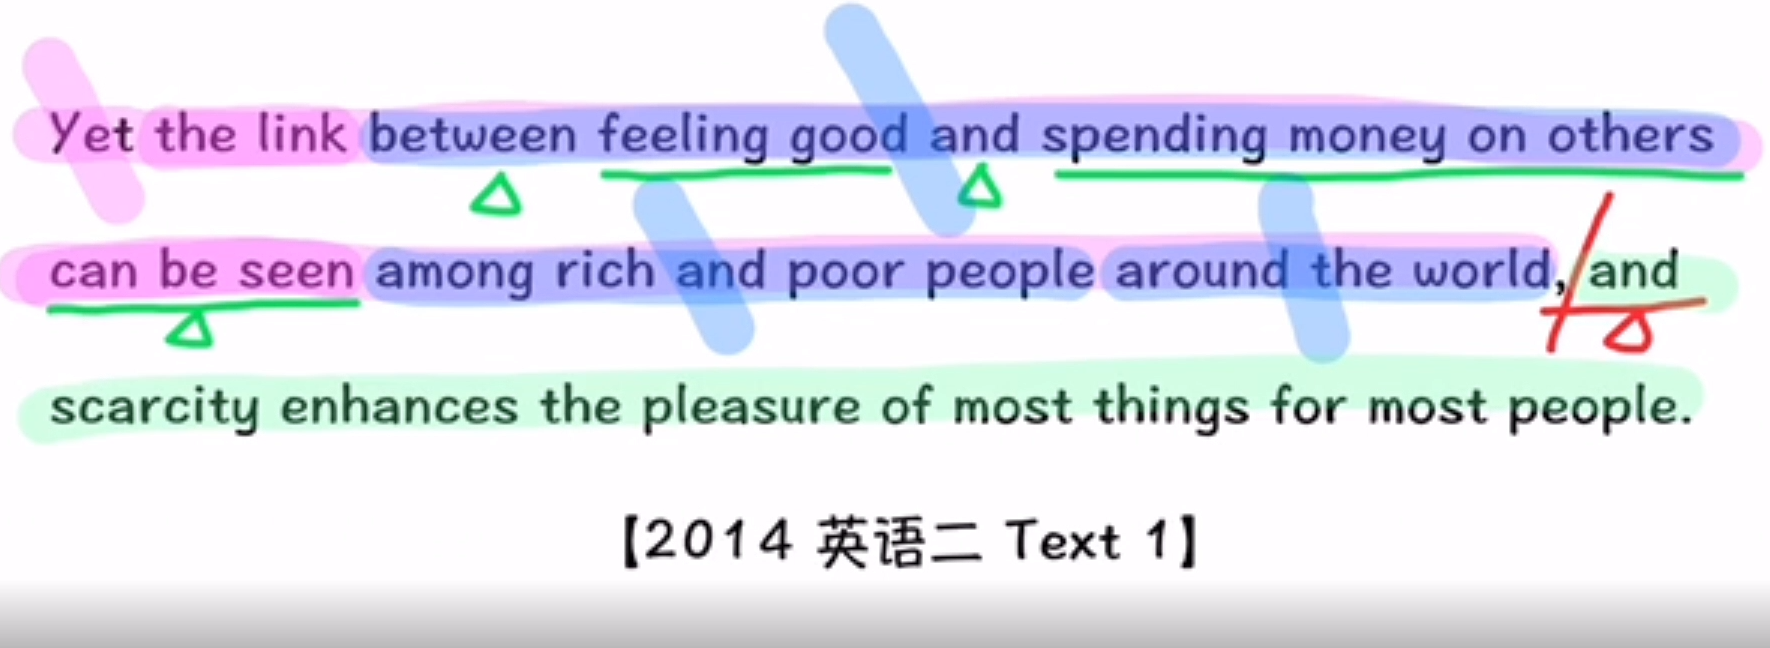 Yet the link between feeling good and spending money on others
can be seen among rich and poor people around the world, and
scarcity enhances the pleasure of most things for most people.
【2014 英语二 Text 1】